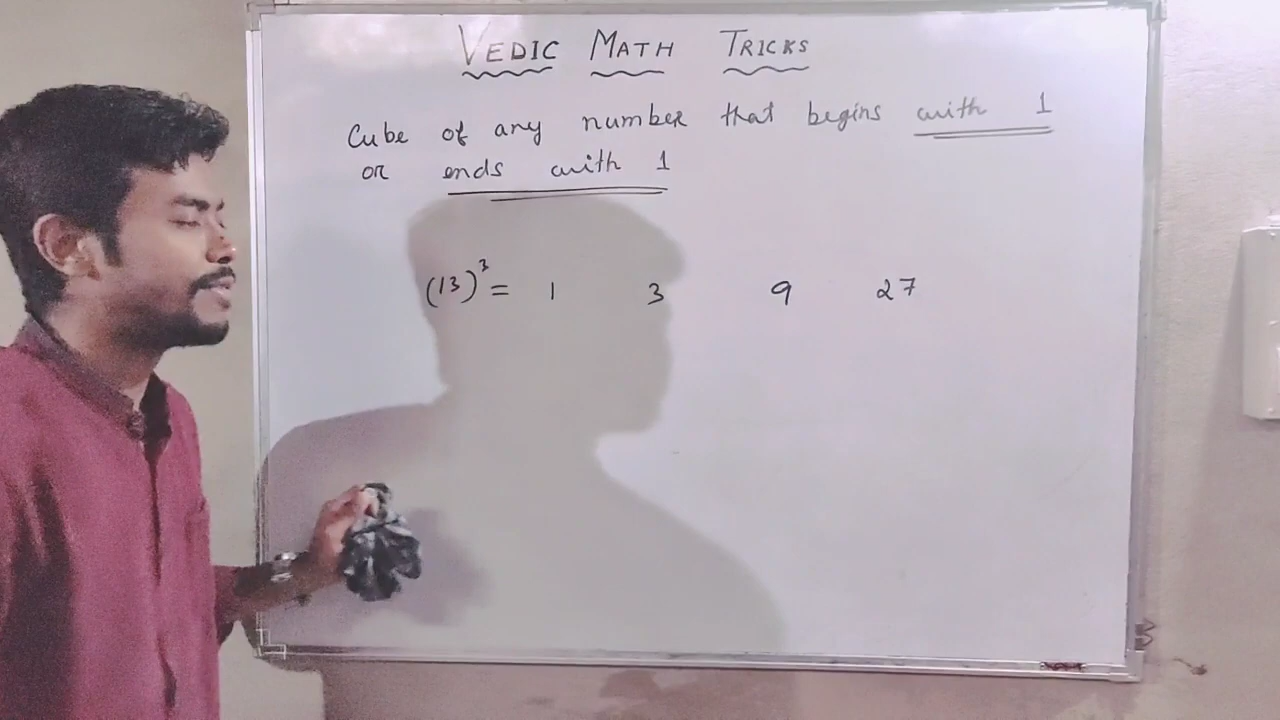 VEDIC MATH TRICKS
Cube of any number that begins with 1
or ends with 1
(13)³ = 1 3 9 27